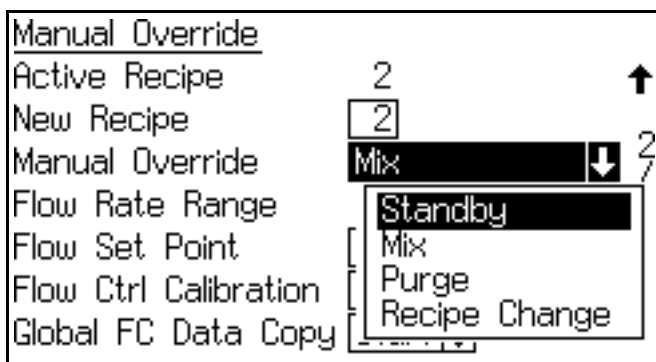 Manual Override
Active Recipe 2
New Recipe 2
Manual Override Mix 2
Flow Rate Range Standby
Flow Set Point Mix
Flow Ctrl Calibration Purge
Recipe Change
Global FC Data Copy